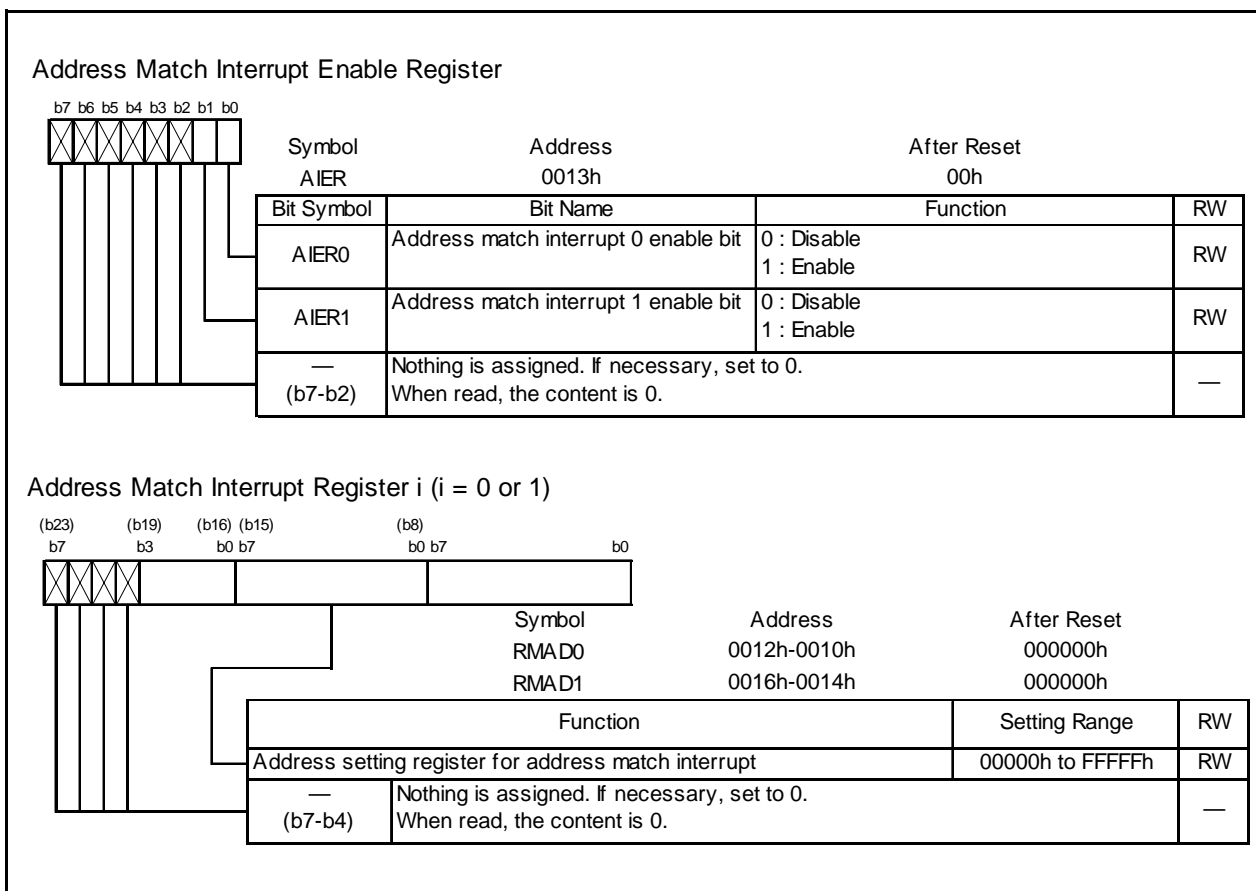 Address Match Interrupt Enable Register
b7 b6 b5 b4 b3 b2 b1 b0
Symbol Address After Reset
AIER 0013h 00h
Bit Symbol Bit Name Function RW
AIER0 Address match interrupt 0 enable bit 0 : Disable
1 : Enable RW
AIER1 Address match interrupt 1 enable bit 0 : Disable
1 : Enable RW
— Nothing is assigned. If necessary, set to 0.
(b7-b2) When read, the content is 0. —
Address Match Interrupt Register i (i = 0 or 1)
(b23) (b19) (b16) (b15) (b8)
b7 b3 b0 b7 b0 b7 b0
Symbol Address After Reset
RMAD0 0012h-0010h 000000h
RMAD1 0016h-0014h 000000h
Function Setting Range RW
Address setting register for address match interrupt 00000h to FFFFFh RW
— Nothing is assigned. If necessary, set to 0.
(b7-b4) When read, the content is 0. —